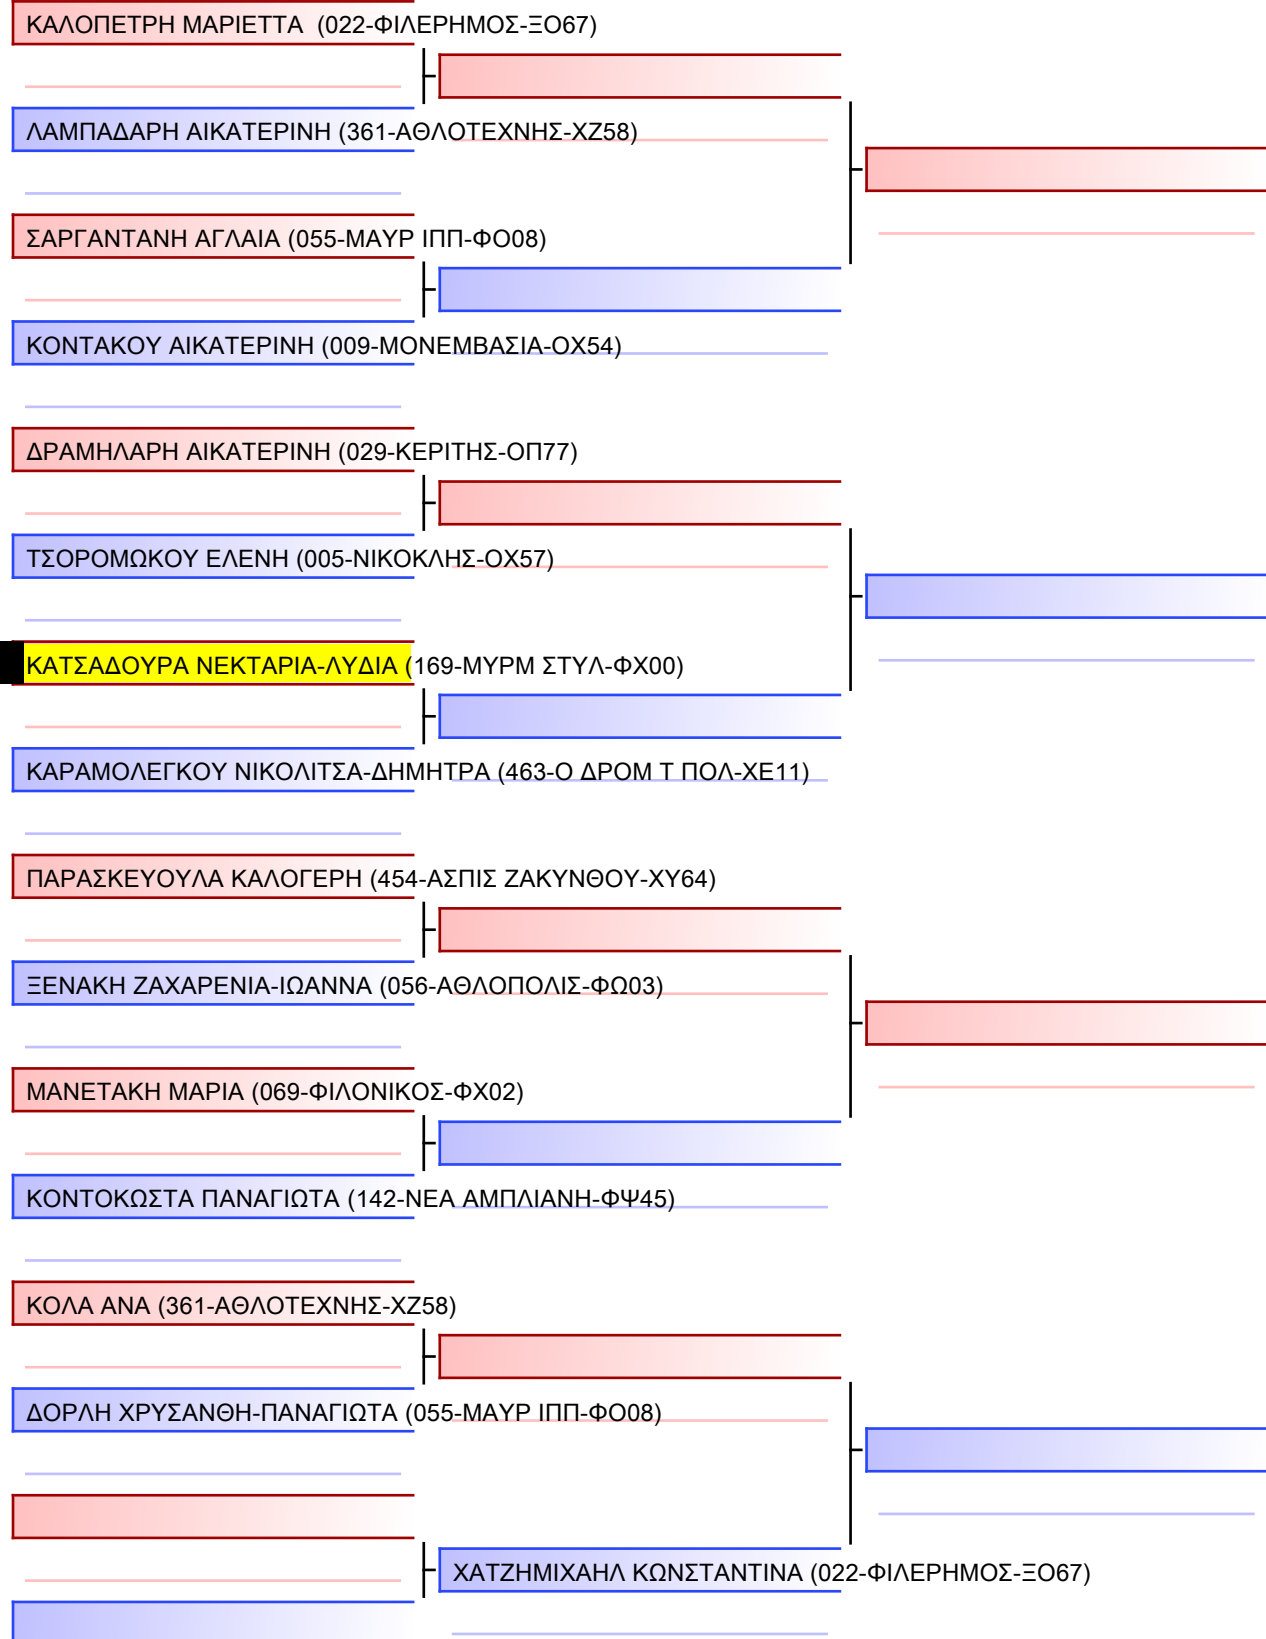 ΚΑΛΟΠΕΤΡΗ ΜΑΡΙΕΤΤΑ (022-ΦΙΛΕΡΗΜΟΣ-ΞΟ67)
ΛΑΜΠΑΔΑΡΗ ΑΙΚΑΤΕΡΙΝΗ (361-ΑΘΛΟΤΕΧΝΗΣ-ΧΖ58)
ΣΑΡΓΑΝΤΑΝΗ ΑΓΛΑΙΑ (055-ΜΑΥΡ ΙΠΠ-ΦΟ08)
ΚΟΝΤΑΚΟΥ ΑΙΚΑΤΕΡΙΝΗ (009-ΜΟΝΕΜΒΑΣΙΑ-ΟΧ54)
ΔΡΑΜΗΛΑΡΗ ΑΙΚΑΤΕΡΙΝΗ (029-ΚΕΡΙΤΗΣ-ΟΠ77)
ΤΣΟΡΟΜΩΚΟΥ ΕΛΕΝΗ (005-ΝΙΚΟΚΛΗΣ-ΟΧ57)
ΚΑΤΣΑΔΟΥΡΑ ΝΕΚΤΑΡΙΑ-ΛΥΔΙΑ (169-ΜΥΡΜ ΣΤΥΛ-ΦΧ00)
ΚΑΡΑΜΟΛΕΓΚΟΥ ΝΙΚΟΛΙΤΣΑ-ΔΗΜΗΤΡΑ (463-Ο ΔΡΟΜ Τ ΠΟΛ-ΧΕ11)
ΠΑΡΑΣΚΕΥΟΥΛΑ ΚΑΛΟΓΕΡΗ (454-ΑΣΠΙΣ ΖΑΚΥΝΘΟΥ-ΧΥ64)
ΞΕΝΑΚΗ ΖΑΧΑΡΕΝΙΑ-ΙΩΑΝΝΑ (056-ΑΘΛΟΠΟΛΙΣ-ΦΩ03)
ΜΑΝΕΤΑΚΗ ΜΑΡΙΑ (069-ΦΙΛΟΝΙΚΟΣ-ΦΧ02)
ΚΟΝΤΟΚΩΣΤΑ ΠΑΝΑΓΙΩΤΑ (142-ΝΕΑ ΑΜΠΛΙΑΝΗ-ΦΨ45)
ΚΟΛΑ ΑΝΑ (361-ΑΘΛΟΤΕΧΝΗΣ-ΧΖ58)
ΔΟΡΛΗ ΧΡΥΣΑΝΘΗ-ΠΑΝΑΓΙΩΤΑ (055-ΜΑΥΡ ΙΠΠ-ΦΟ08)
ΧΑΤΖΗΜΙΧΑΗΛ ΚΩΝΣΤΑΝΤΙΝΑ (022-ΦΙΛΕΡΗΜΟΣ-ΞΟ67)